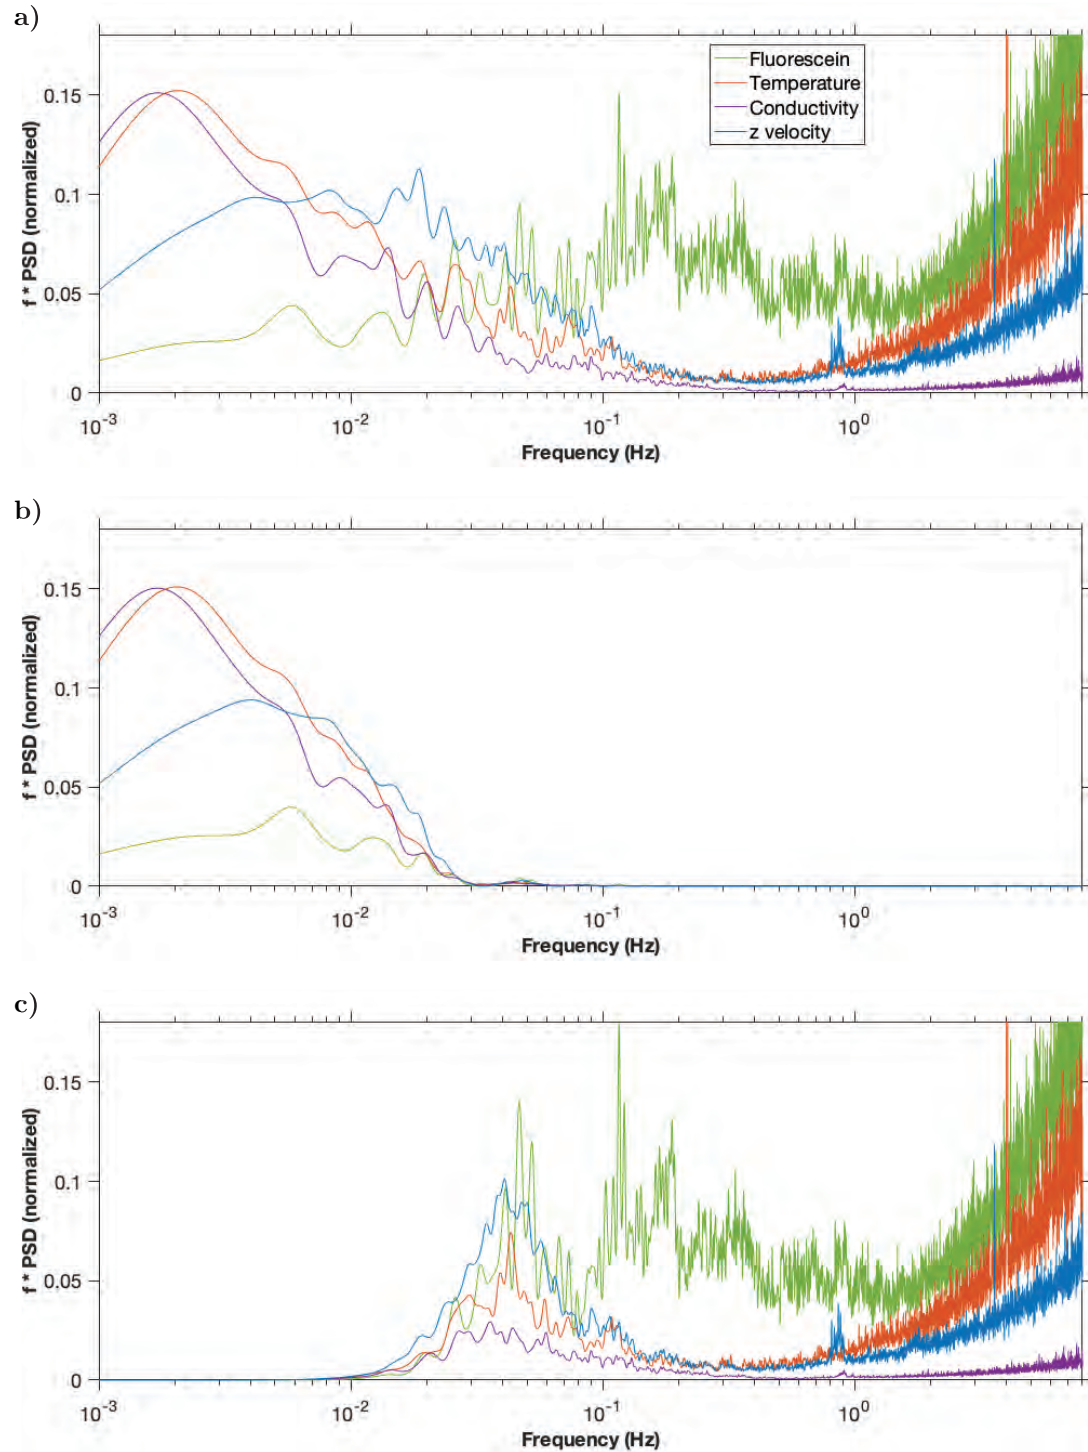 a)
f * PSD (normalized)
0.15
0.1
0.05
0
Fluorescein
Temperature
Conductivity
z velocity
10^-3 10^-2 10^-1 10^0
Frequency (Hz)
b)
f * PSD (normalized)
0.15
0.1
0.05
0
10^-3 10^-2 10^-1 10^0
Frequency (Hz)
c)
f * PSD (normalized)
0.15
0.1
0.05
0
10^-3 10^-2 10^-1 10^0
Frequency (Hz)